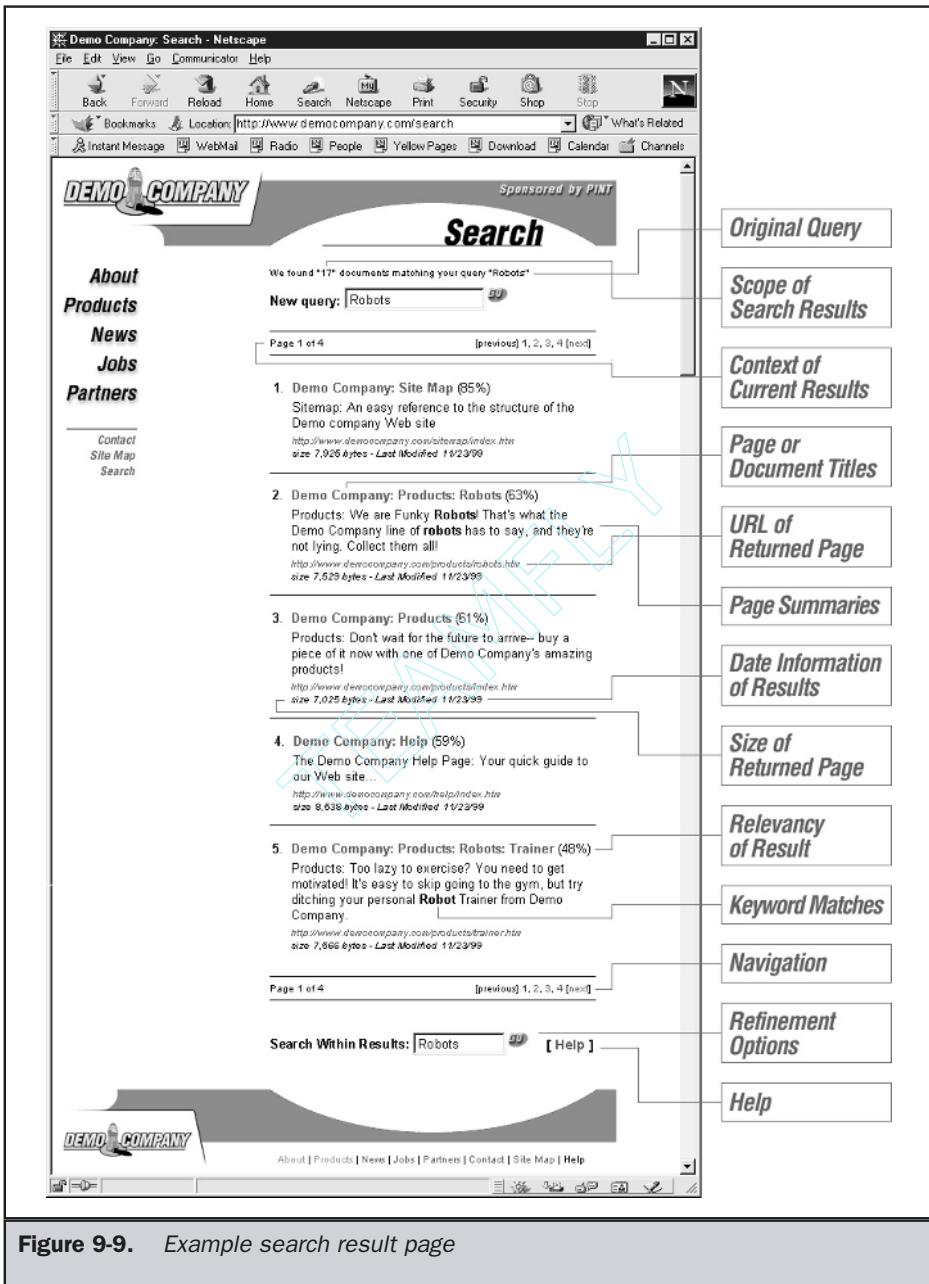 Demo Company: Search - Netscape
File Edit View Go Communicator Help
Back Forward Reload Home Search Netscape Print Security Shop Stop
Bookmarks Location: http://www.democompany.com/search What's Related
Instant Message WebMail Radio People Yellow Pages Download Calendar Channels
DEMO COMPANY
Sponsored by PINT
Search
About
Products
News
Jobs
Partners
Contact
Site Map
Search
We found "17" documents matching your query "Robots"
New query: Robots GO
Page 1 of 4 [previous] 1, 2, 3, 4 [next]
1. Demo Company: Site Map (85%)
Sitemap: An easy reference to the structure of the
Demo company Web site
http://www.democompany.com/sitemap/index.htm
size 7,925 bytes - Last Modified 11/23/99
2. Demo Company: Products: Robots (63%)
Products: We are Funky Robots! That's what the
Demo Company line of robots has to say, and they're
not lying. Collect them all!
http://www.democompany.com/products/robots.htm
size 7,529 bytes - Last Modified 11/23/99
3. Demo Company: Products (61%)
Products: Don't wait for the future to arrive-- buy a
piece of it now with one of Demo Company's amazing
products!
http://www.democompany.com/products/index.htm
size 7,025 bytes - Last Modified 11/23/99
4. Demo Company: Help (59%)
The Demo Company Help Page: Your quick guide to
our Web site...
http://www.democompany.com/help/index.htm
size 8,638 bytes - Last Modified 11/23/99
5. Demo Company: Products: Robots: Trainer (48%)
Products: Too lazy to exercise? You need to get
motivated! It's easy to skip going to the gym, but try
ditching your personal Robot Trainer from Demo
Company.
http://www.democompany.com/products/trainer.htm
size 7,666 bytes - Last Modified 11/23/99
Page 1 of 4 [previous] 1, 2, 3, 4 [next]
Search Within Results: Robots GO [ Help ]
DEMO COMPANY
About | Products | News | Jobs | Partners | Contact | Site Map | Help
Original Query
Scope of
Search Results
Context of
Current Results
Page or
Document Titles
URL of
Returned Page
Page Summaries
Date Information
of Results
Size of
Returned Page
Relevancy
of Result
Keyword Matches
Navigation
Refinement
Options
Help
TEAMFLY
Figure 9-9. Example search result page